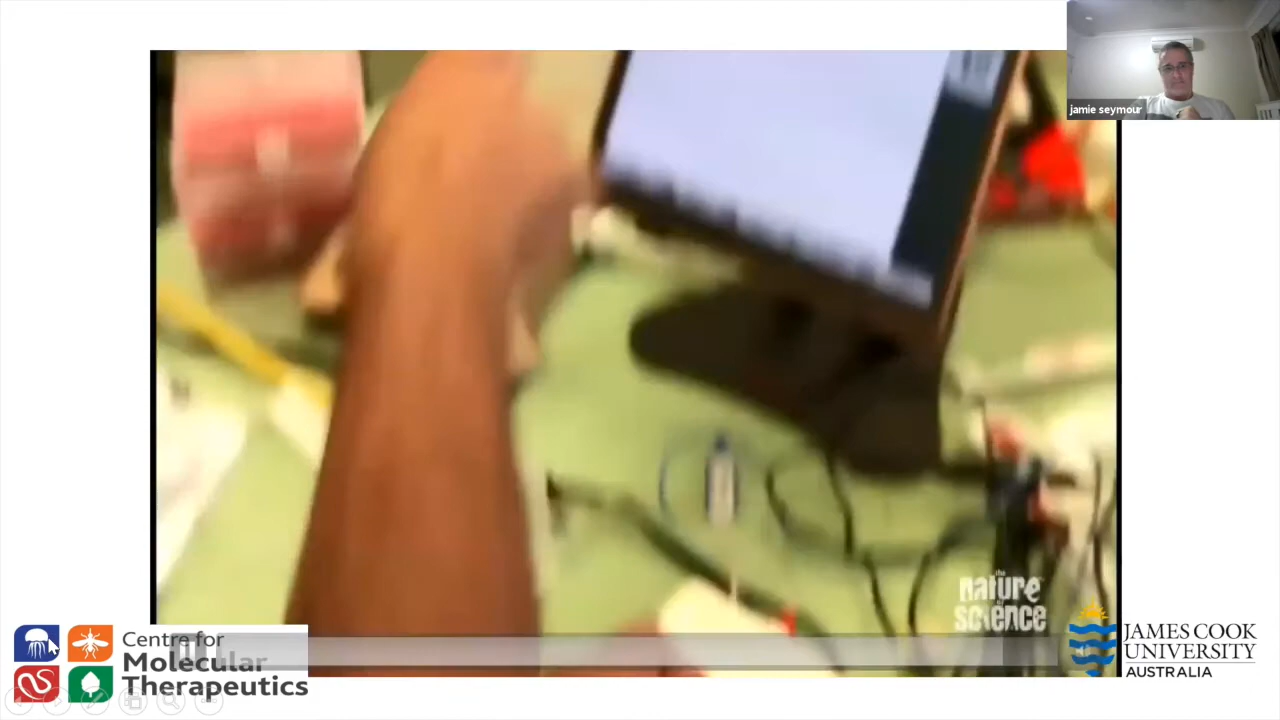 jamie seymour
the
nature
of
science
Centre for
Molecular
Therapeutics
JAMES COOK
UNIVERSITY
AUSTRALIA